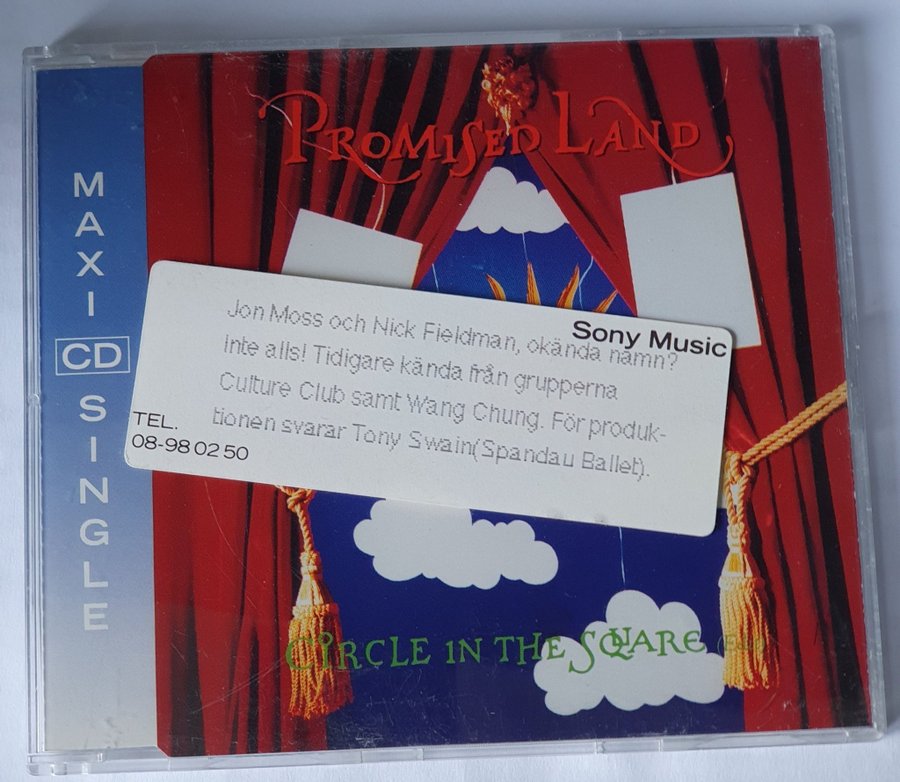 PROMISED LAND
MAXI
CD
SINGLE
Sony Music
Jon Moss och Nick Fieldman, okända namn?
Inte alls! Tidigare kända från grupperna
Culture Club samt Wang Chung. För produk-
tionen svarar Tony Swain(Spandau Ballet).
TEL.
08-98 02 50
CIRCLE IN THE SQUARE